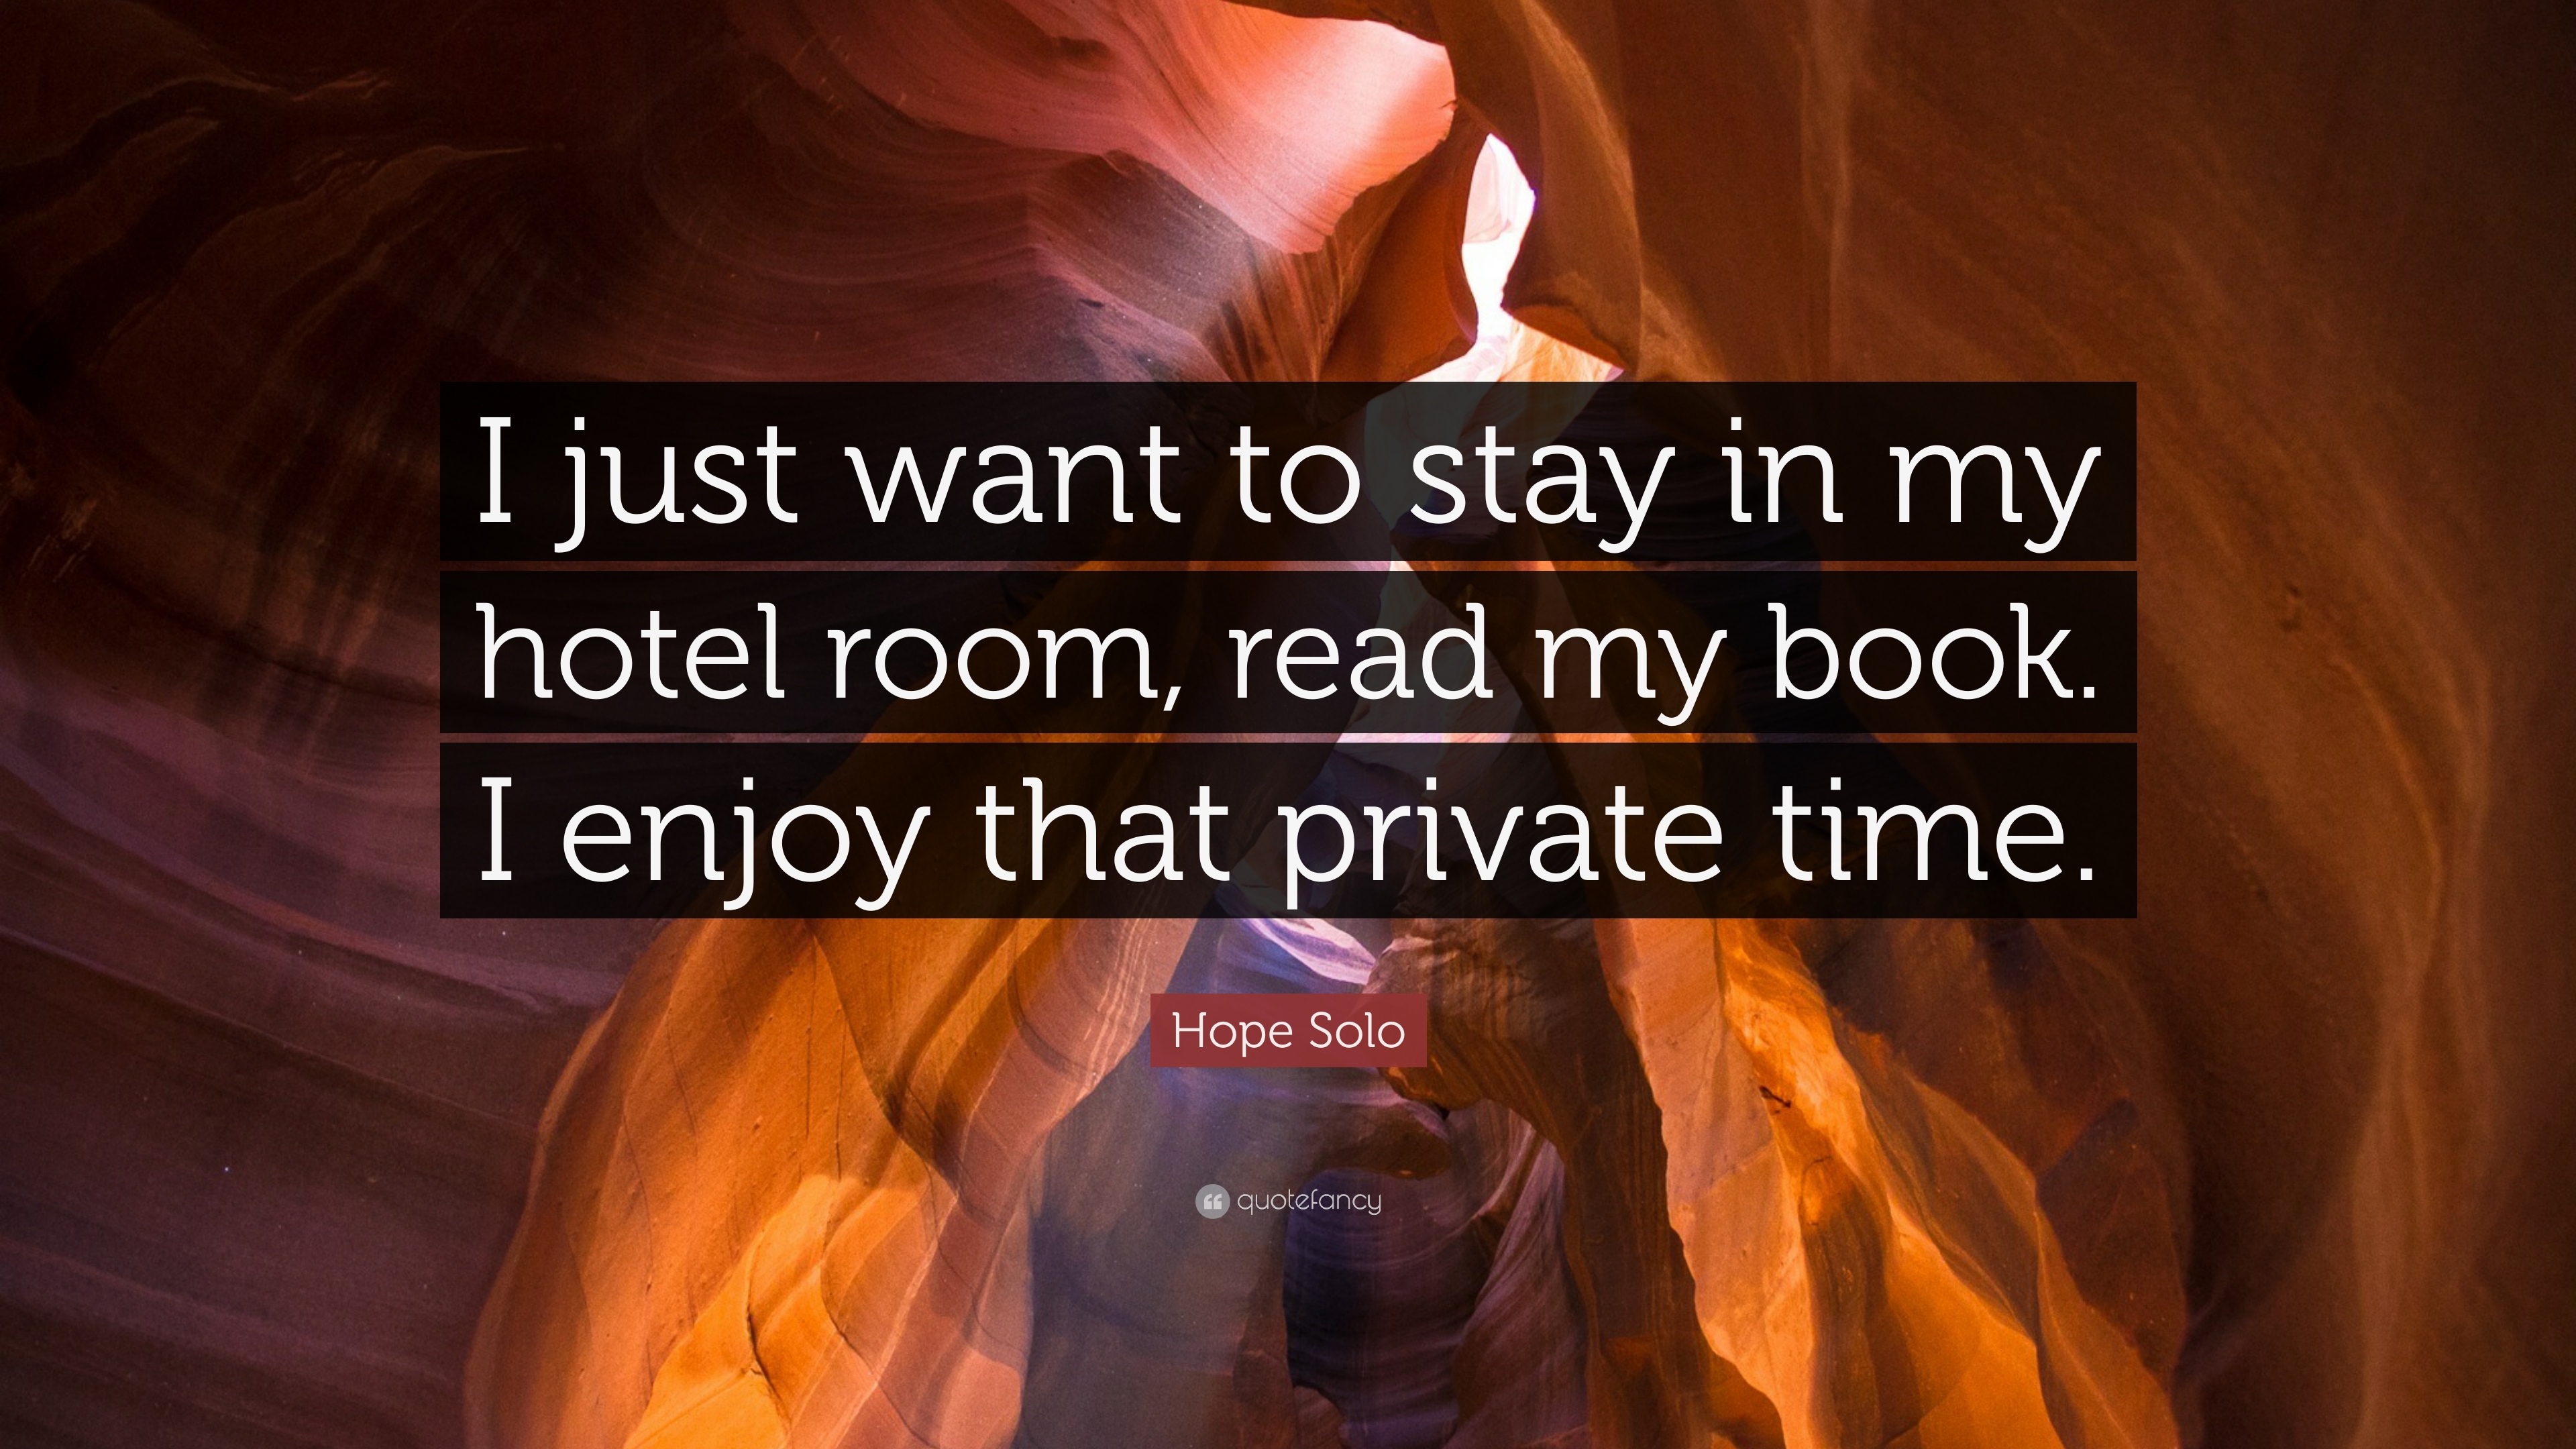 I just want to stay in my
hotel room, read my book.
I enjoy that private time.
Hope Solo
quotefancy